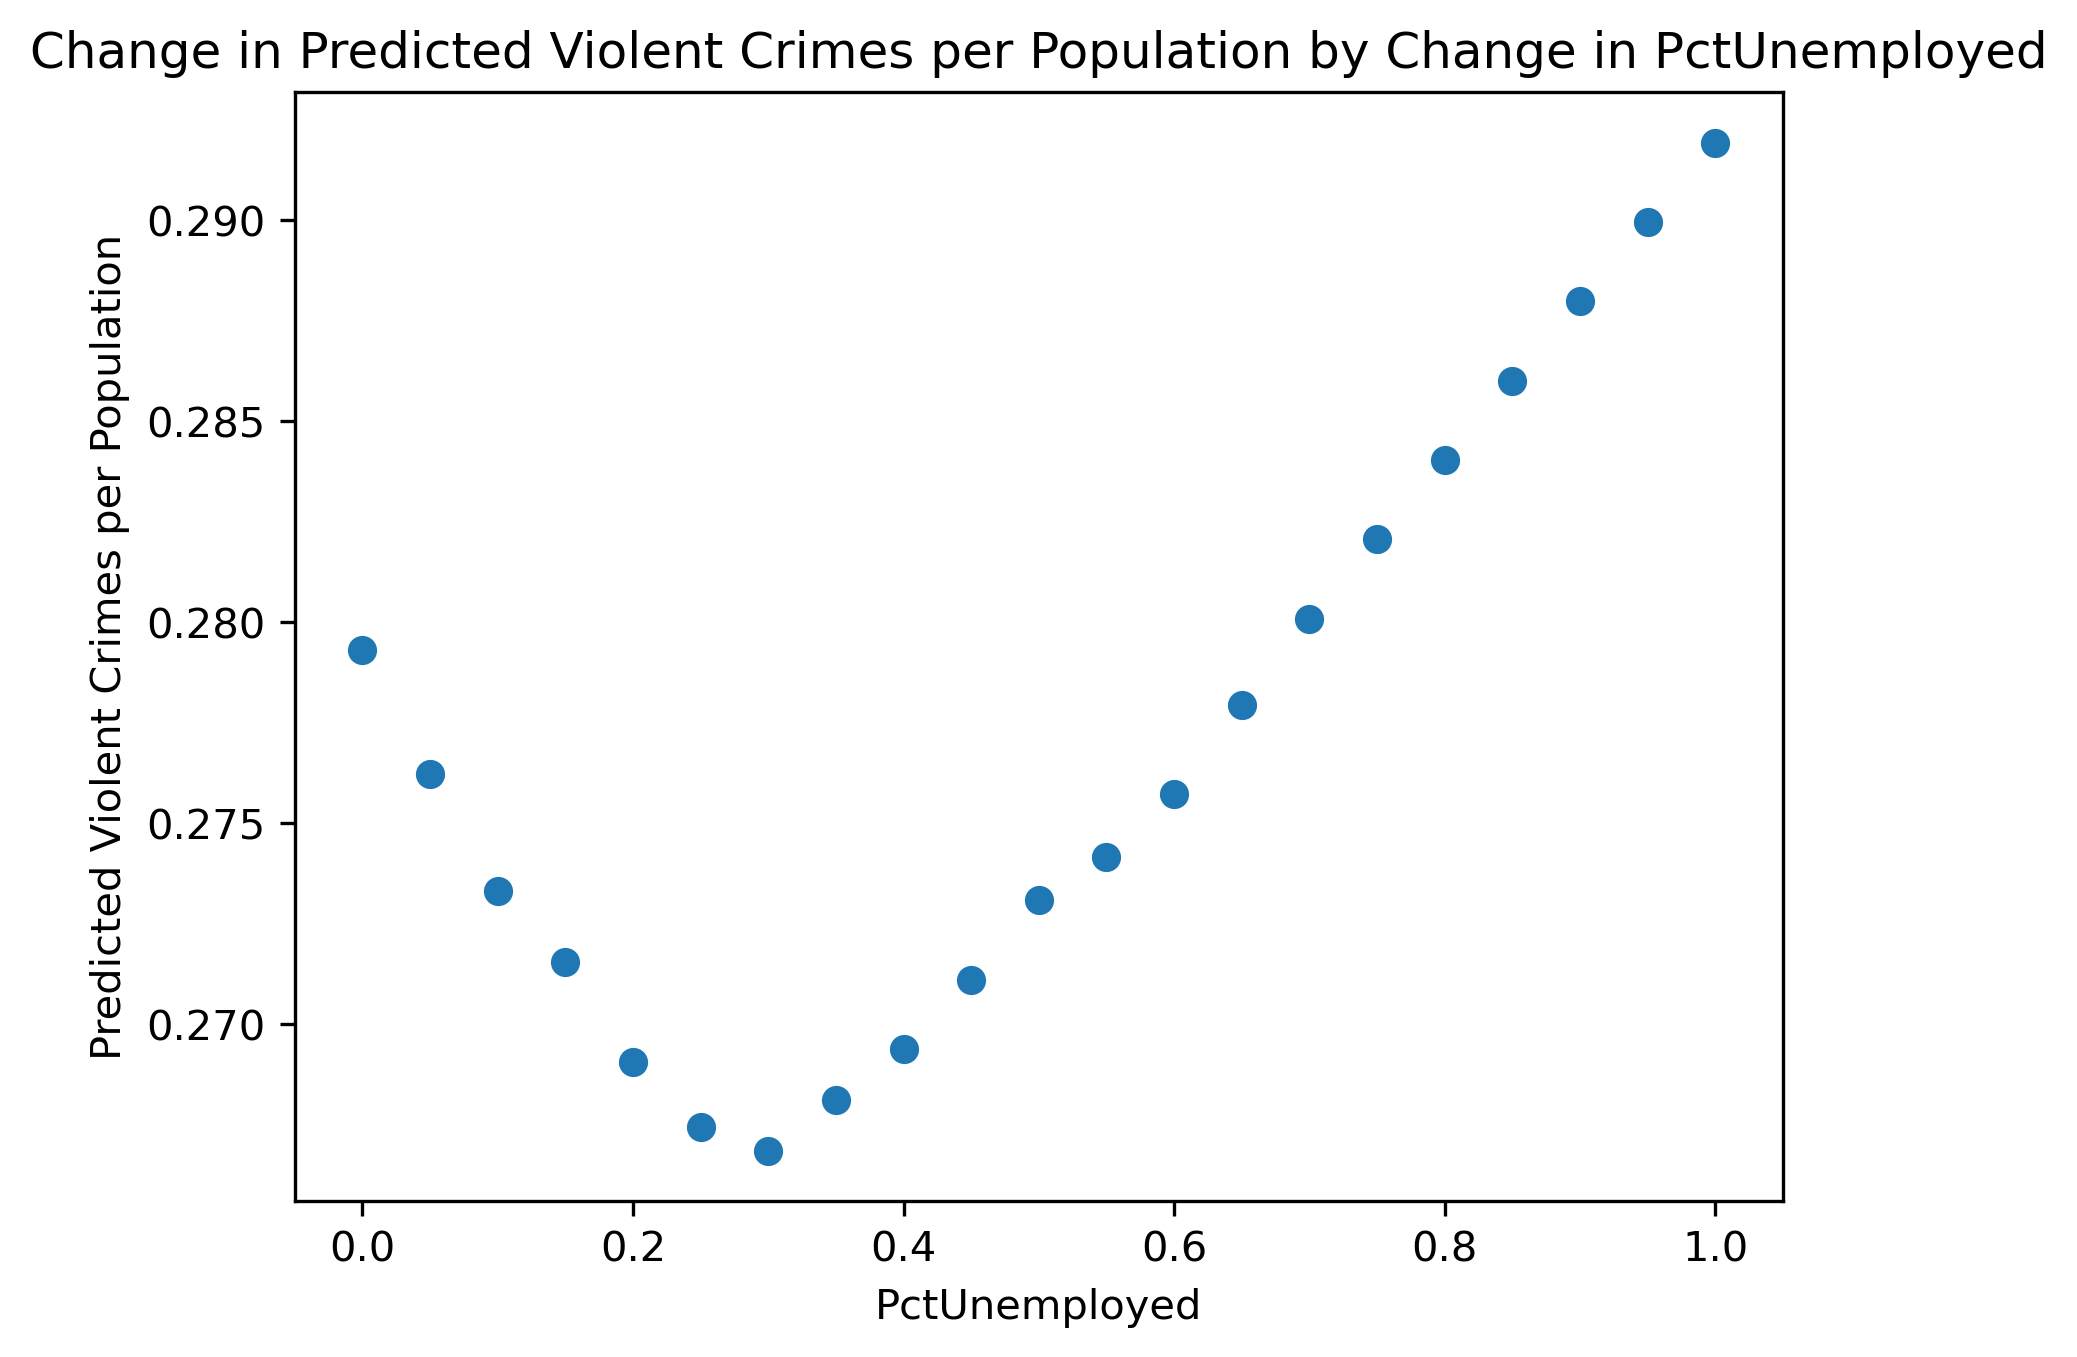 Change in Predicted Violent Crimes per Population by Change in PctUnemployed
Predicted Violent Crimes per Population
0.290
0.285
0.280
0.275
0.270
0.0 0.2 0.4 0.6 0.8 1.0
PctUnemployed